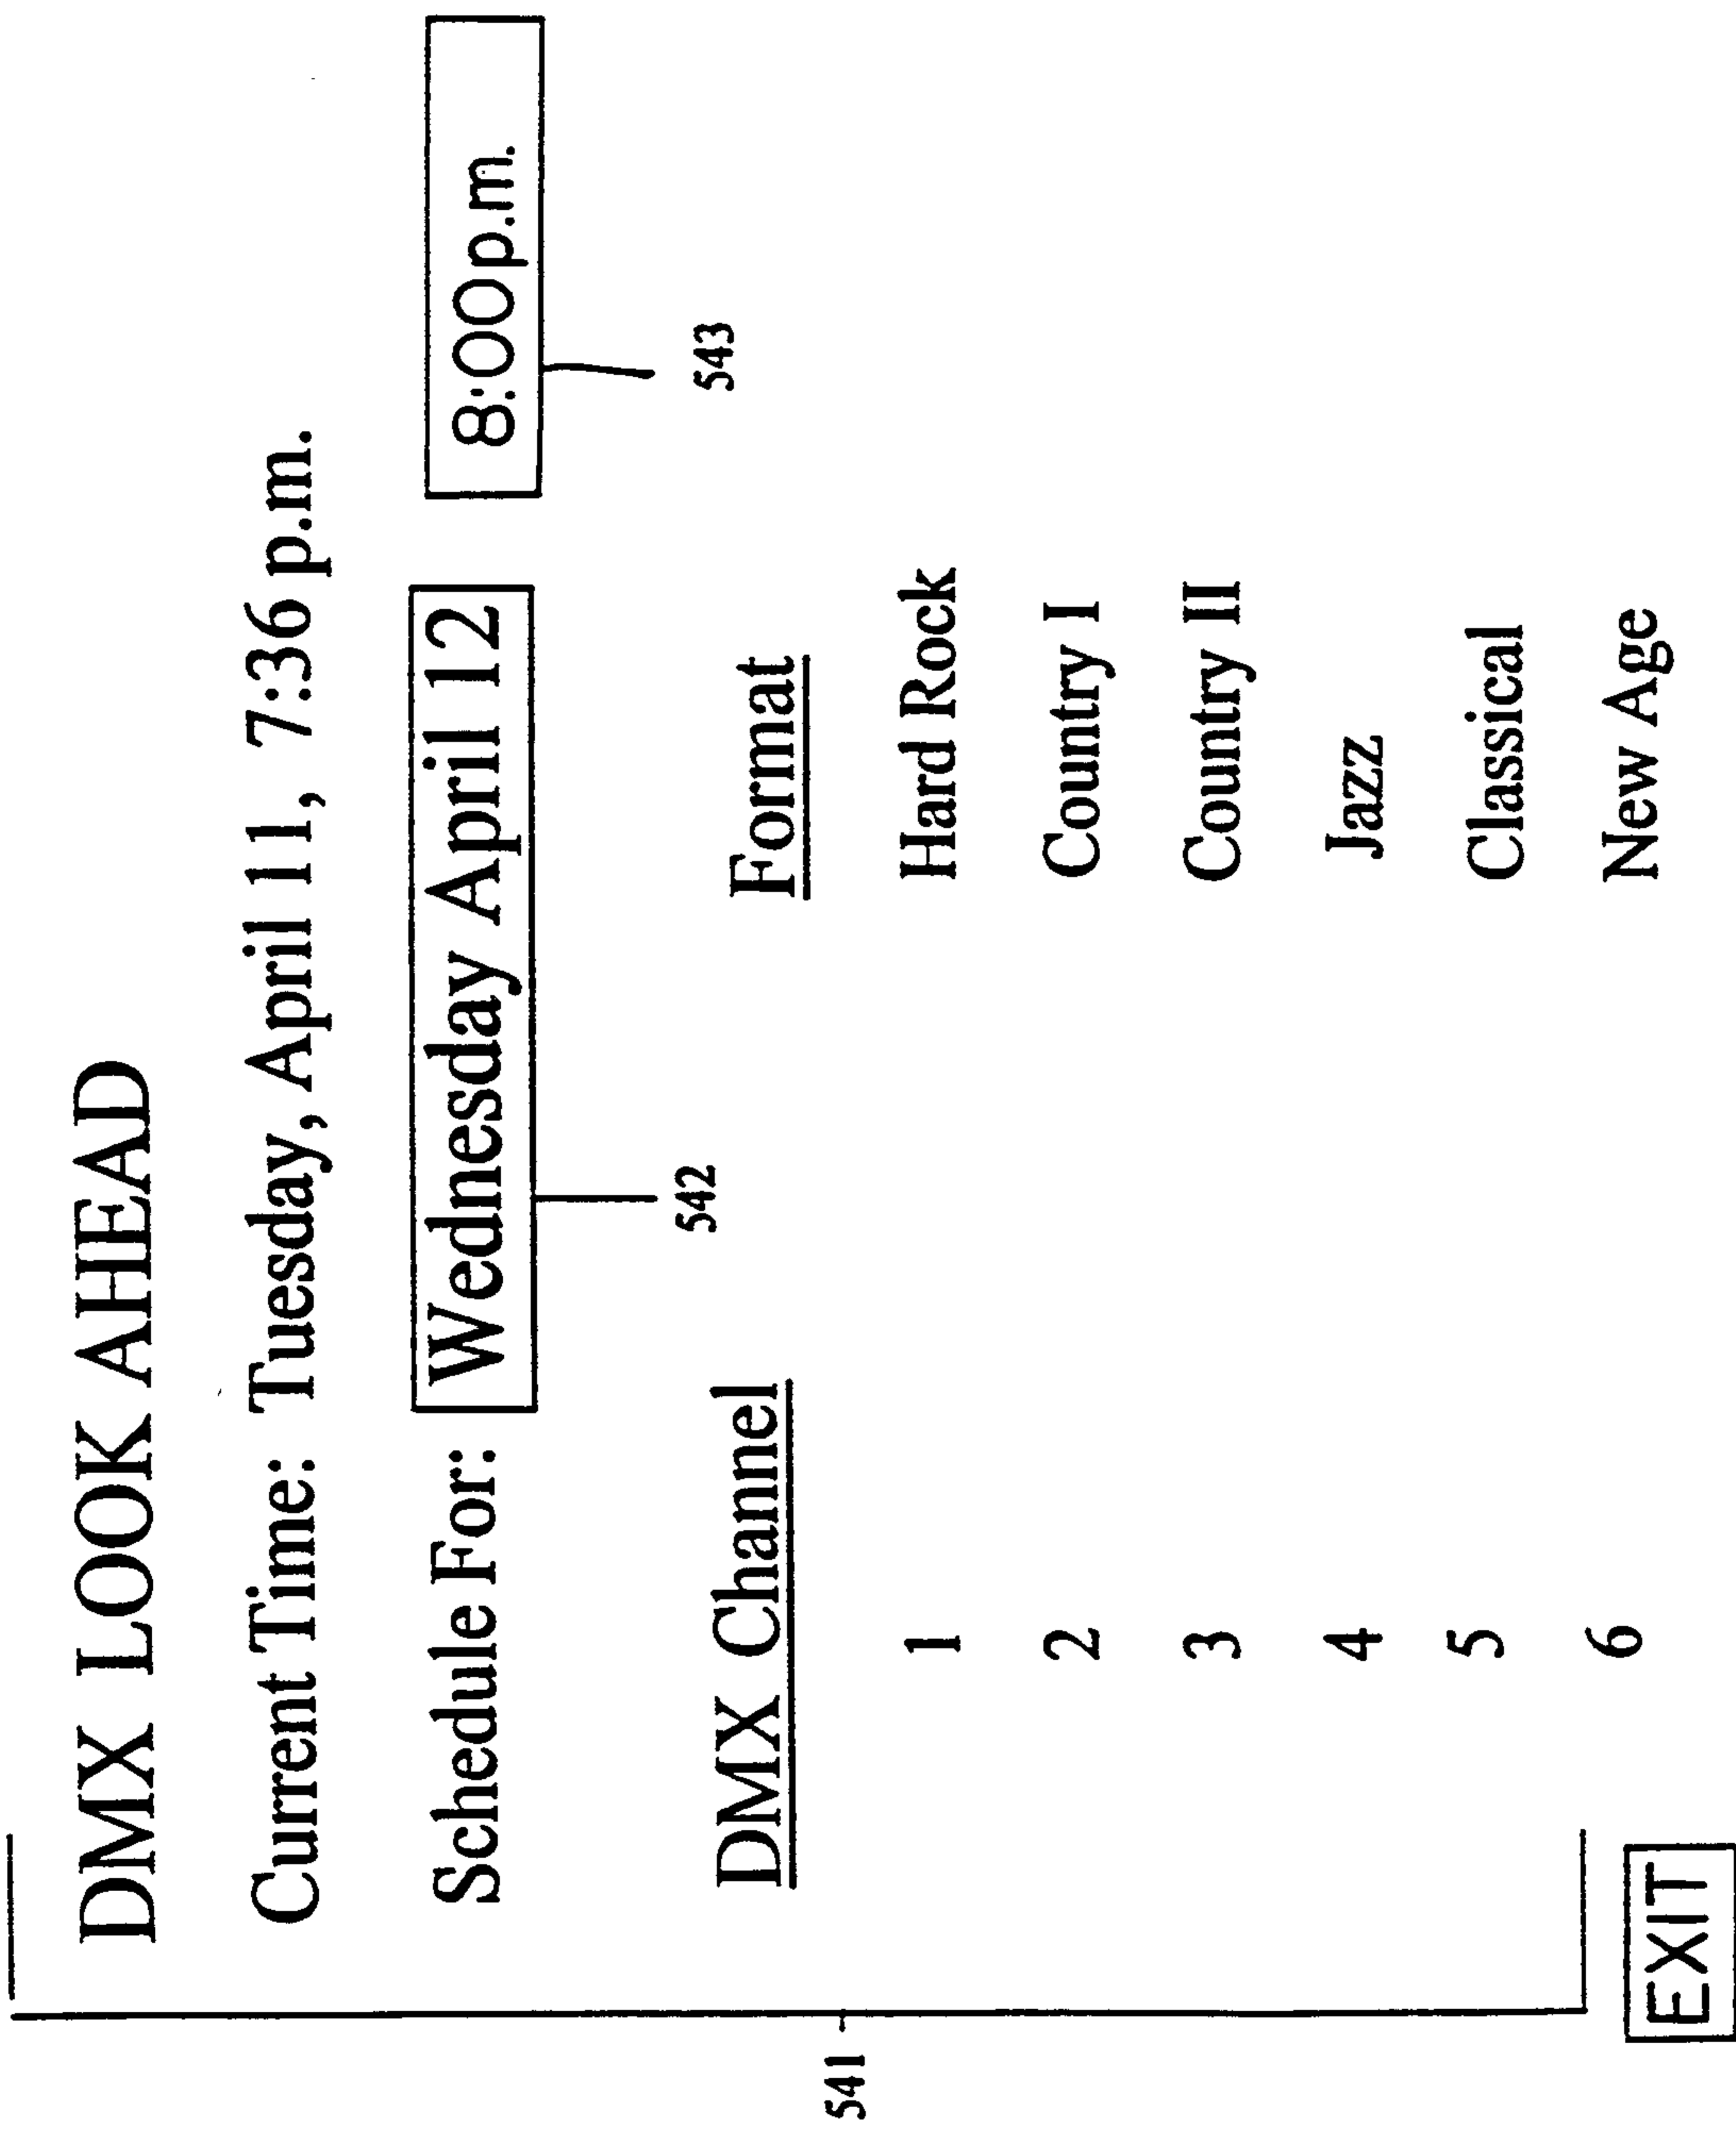 DMX LOOK AHEAD
Current Time: Tuesday, April 11, 7:36 p.m.
Schedule For: Wednesday April 12 8:00p.m.
542
543
DMX Channel Format
1 Hard Rock
2 Country I
3 Country II
4 Jazz
5 Classical
6 New Age
541
EXIT